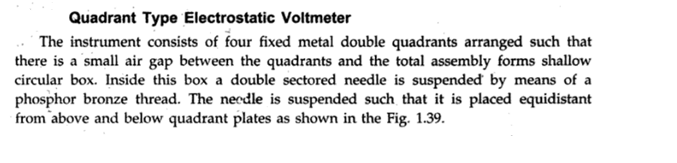 Quadrant Type Electrostatic Voltmeter
The instrument consists of four fixed metal double quadrants arranged such that
there is a small air gap between the quadrants and the total assembly forms shallow
circular box. Inside this box a double sectored needle is suspended by means of a
phosphor bronze thread. The needle is suspended such that it is placed equidistant
from above and below quadrant plates as shown in the Fig. 1.39.